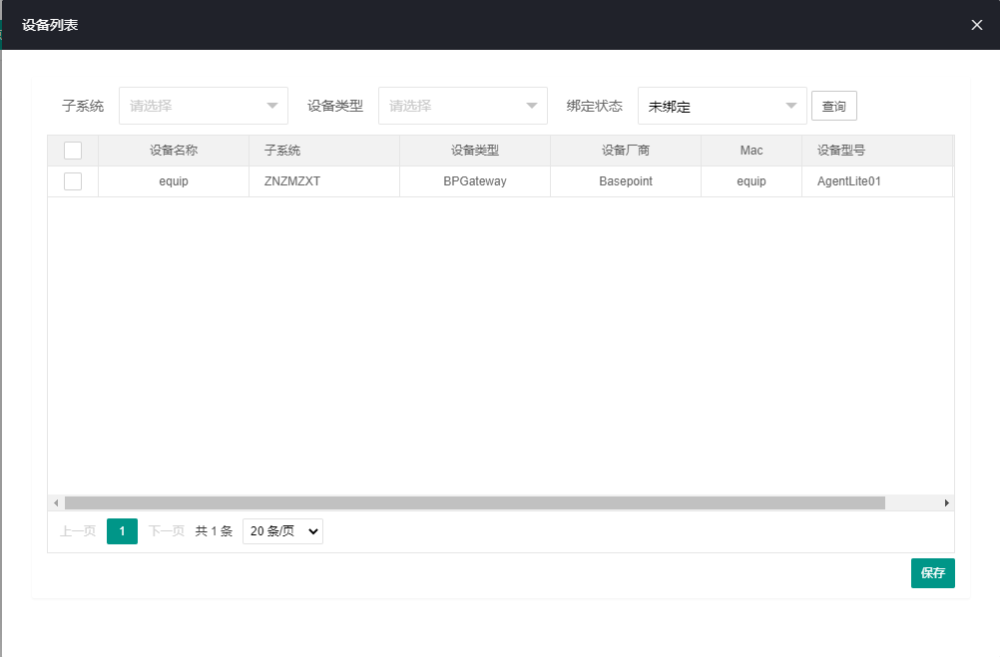 设备列表
子系统 请选择 设备类型 请选择 绑定状态 未绑定 查询
设备名称 子系统 设备类型 设备厂商 Mac 设备型号
equip ZNZMZXT BPGateway Basepoint equip AgentLite01
上一页 1 下一页 共 1 条 20 条/页
保存